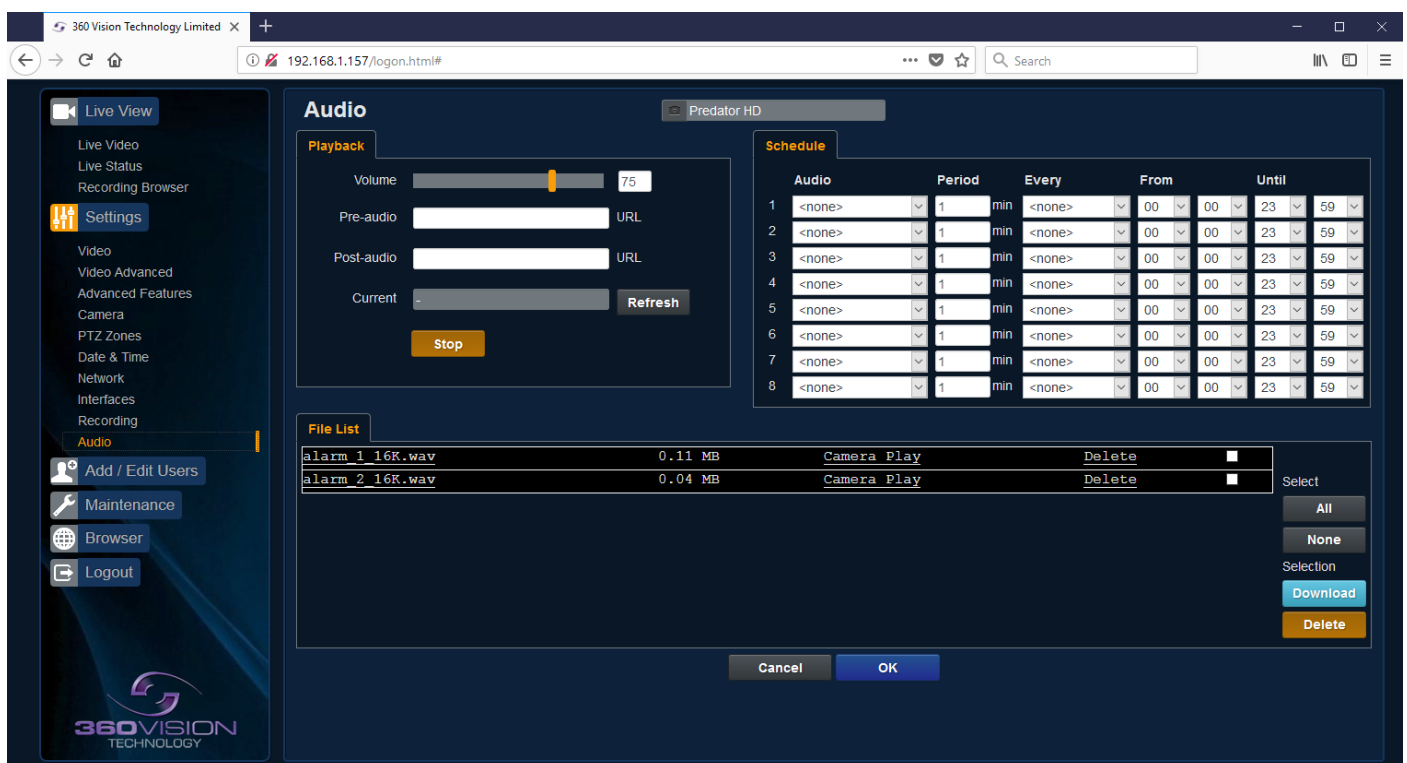 360 Vision Technology Limited
192.168.1.157/logon.html#
Search
Live View
Live Video
Live Status
Recording Browser
Settings
Video
Video Advanced
Advanced Features
Camera
PTZ Zones
Date & Time
Network
Interfaces
Recording
Audio
Add / Edit Users
Maintenance
Browser
Logout
360VISION
TECHNOLOGY
Audio
Predator HD
Playback
Volume 75
Pre-audio URL
Post-audio URL
Current - Refresh
Stop
Schedule
Audio Period Every From Until
1 <none> 1 min <none> 00 00 23 59
2 <none> 1 min <none> 00 00 23 59
3 <none> 1 min <none> 00 00 23 59
4 <none> 1 min <none> 00 00 23 59
5 <none> 1 min <none> 00 00 23 59
6 <none> 1 min <none> 00 00 23 59
7 <none> 1 min <none> 00 00 23 59
8 <none> 1 min <none> 00 00 23 59
File List
alarm_1_16K.wav 0.11 MB Camera Play Delete
alarm_2_16K.wav 0.04 MB Camera Play Delete
Select
All
None
Selection
Download
Delete
Cancel OK